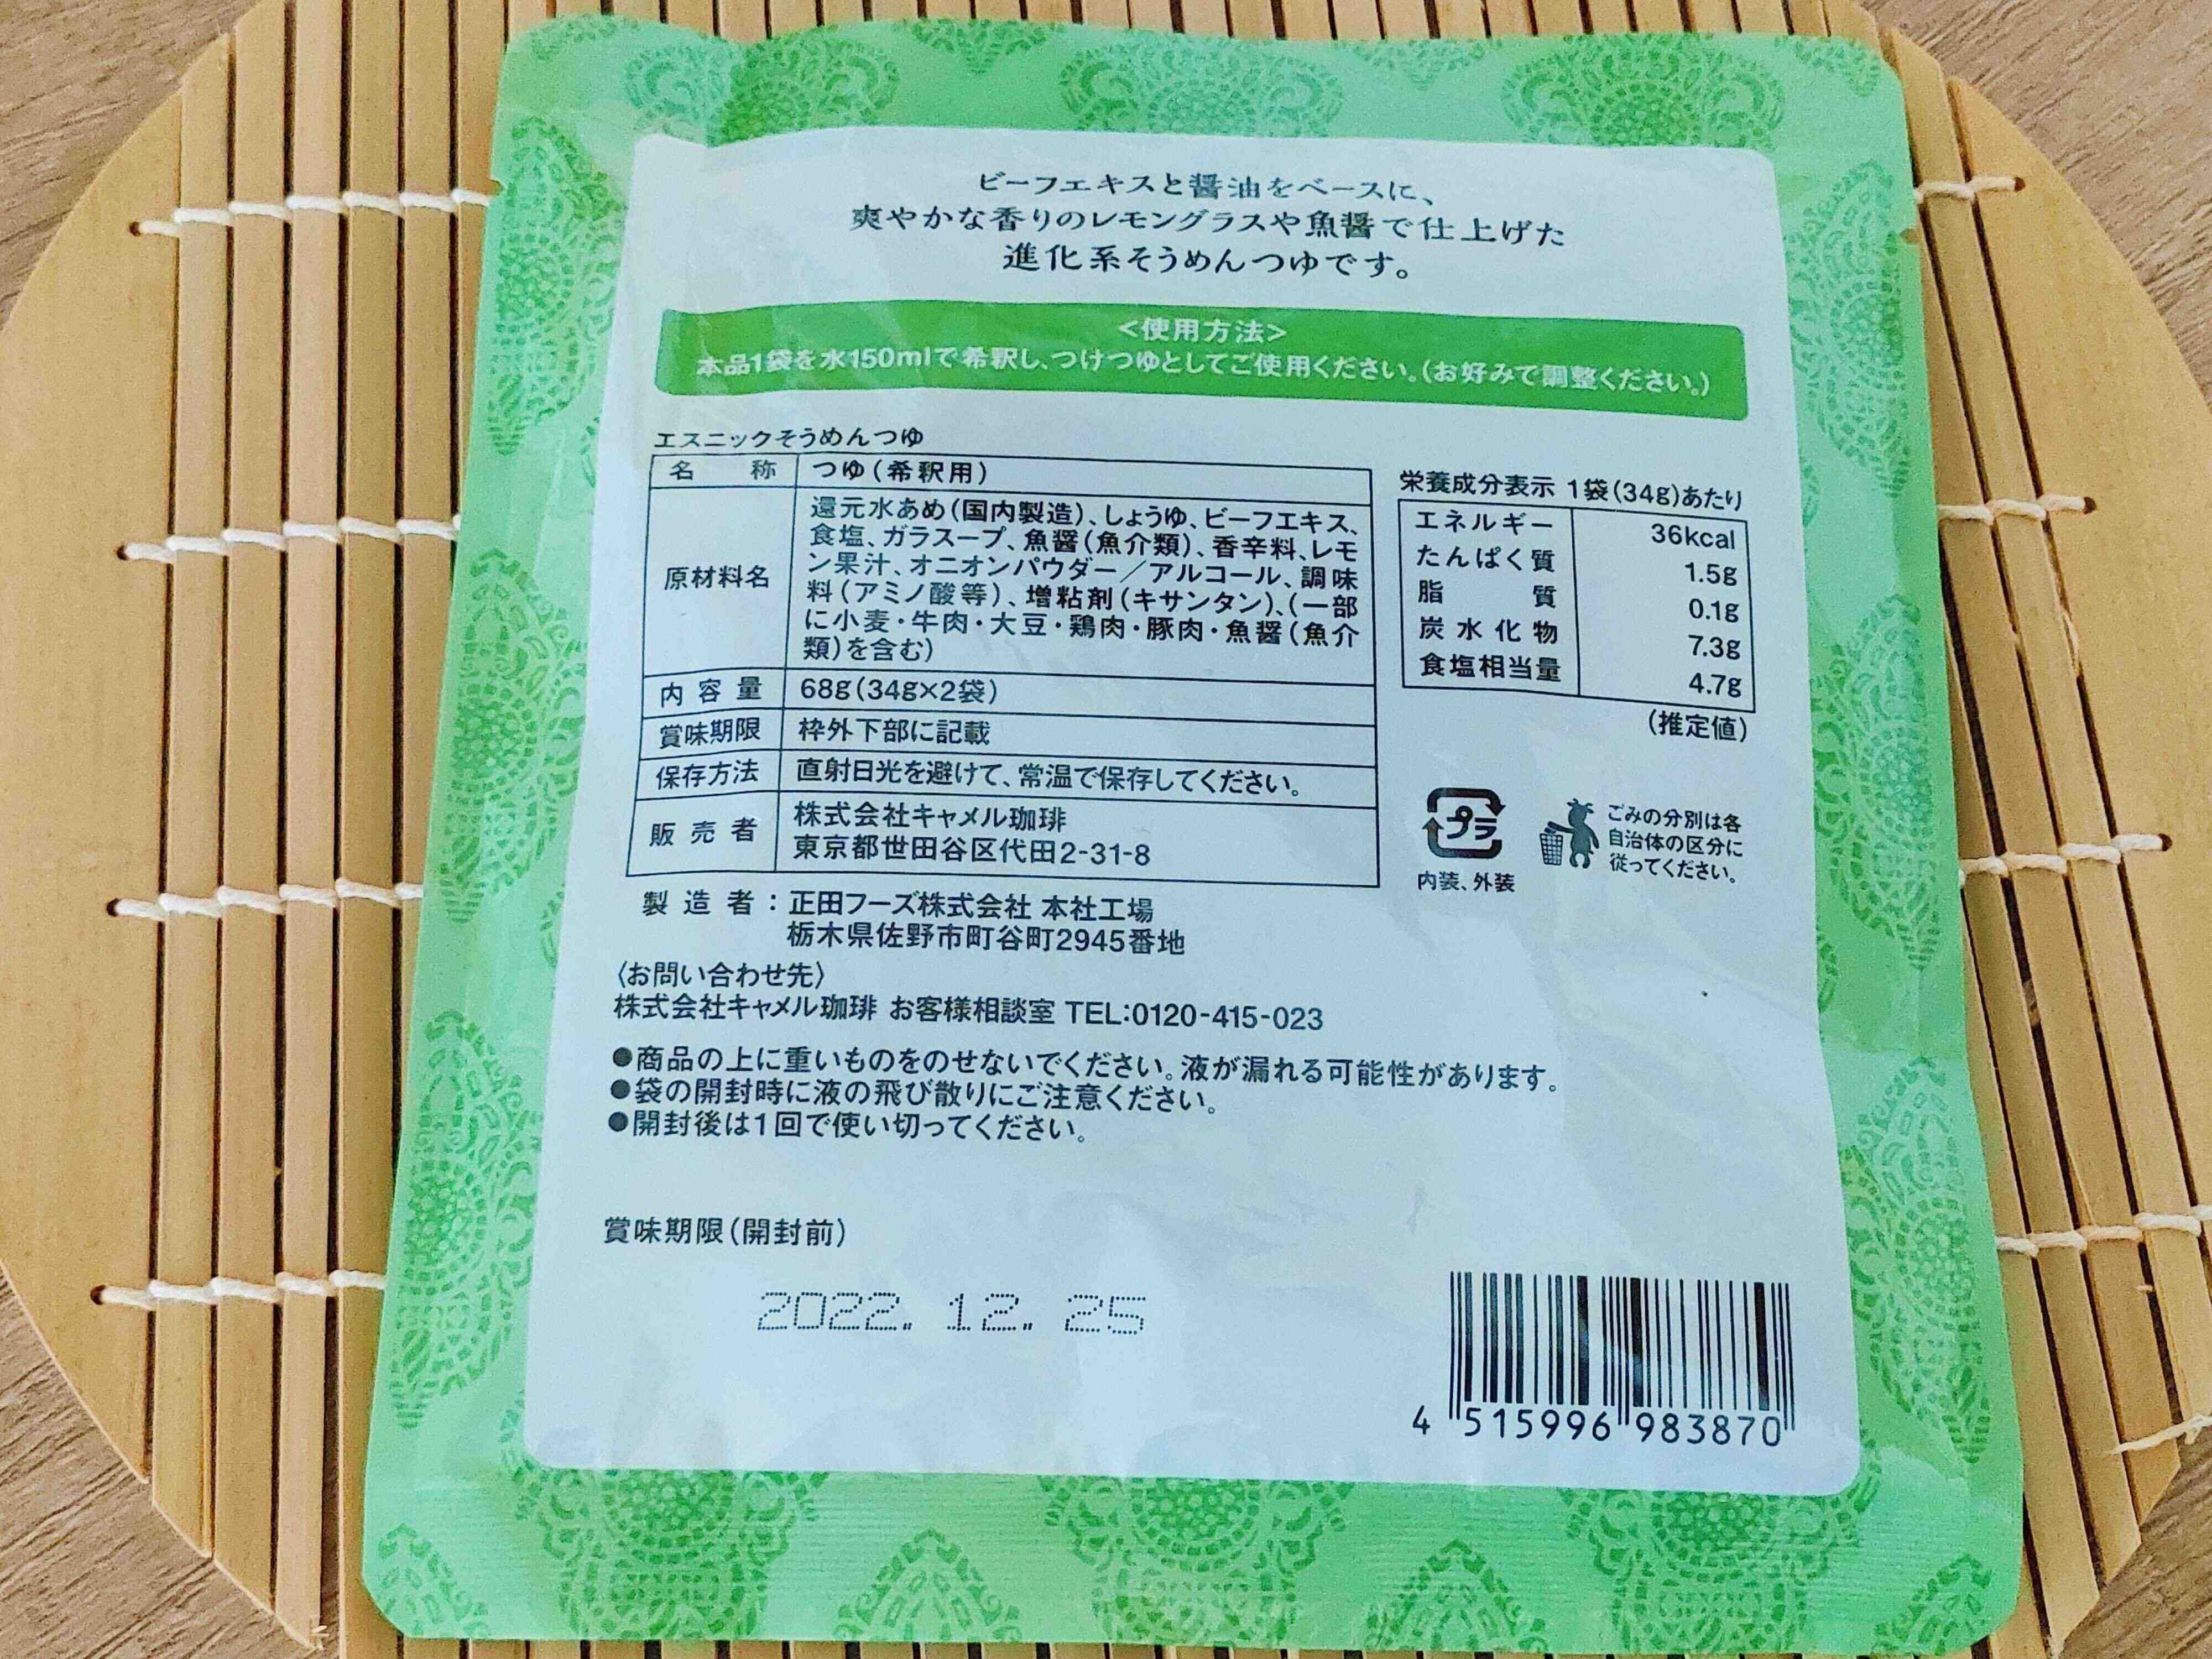 ビーフエキスと醤油をベースに、
爽やかな香りのレモングラスや魚醤で仕上げた
進化系そうめんつゆです。
<使用方法>
本品1袋を水150mlで希釈し、つけつゆとしてご使用ください。(お好みで調整ください。)
エスニックそうめんつゆ
名 称 つゆ(希釈用)
原材料名 還元水あめ(国内製造)、しょうゆ、ビーフエキス、
食塩、ガラスープ、魚醤(魚介類)、香辛料、レモ
ン果汁、オニオンパウダー/アルコール、調味
料(アミノ酸等)、増粘剤(キサンタン)、(一部
に小麦・牛肉・大豆・鶏肉・豚肉・魚醤(魚介
類)を含む)
内容量 68g(34g×2袋)
賞味期限 枠外下部に記載
保存方法 直射日光を避けて、常温で保存してください。
販売者 株式会社キャメル珈琲
東京都世田谷区代田2-31-8
製造者:正田フーズ株式会社 本社工場
栃木県佐野市町谷町2945番地
〈お問い合わせ先〉
株式会社キャメル珈琲 お客様相談室 TEL:0120-415-023
●商品の上に重いものをのせないでください。液が漏れる可能性があります。
●袋の開封時に液の飛び散りにご注意ください。
●開封後は1回で使い切ってください。
栄養成分表示 1袋(34g)あたり
エネルギー 36kcal
たんぱく質 1.5g
脂質 0.1g
炭水化物 7.3g
食塩相当量 4.7g
(推定値)
プラ
内装、外装
ごみの分別は各
自治体の区分に
従ってください。
賞味期限(開封前)
2022. 12. 25
4 515996 983870